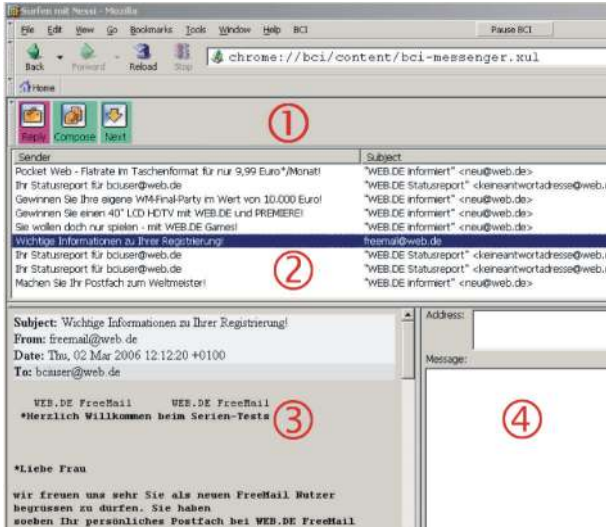 Surfen mit Nessi - Mozilla
File Edit View Go Bookmarks Tools Window Help BCI Pause BCI
Back Forward Reload Stop chrome://bci/content/bci-messenger.xul
Home
Reply Compose Next
1
Sender Subject
Pocket Web - Flatrate im Taschenformat für nur 9,99 Euro*/Monat! "WEB.DE informiert" <neu@web.de>
Ihr Statusreport für bciuser@web.de "WEB.DE Statusreport" <keineantwortadresse@web.
Gewinnen Sie Ihre eigene WM-Final-Party im Wert von 10.000 Euro! "WEB.DE informiert" <neu@web.de>
Gewinnen Sie einen 40" LCD HDTV mit WEB.DE und PREMIERE! "WEB.DE informiert" <neu@web.de>
Sie wollen doch nur spielen - mit WEB.DE Games! "WEB.DE informiert" <neu@web.de>
Wichtige Informationen zu Ihrer Registrierung! freemail@web.de
Ihr Statusreport für bciuser@web.de "WEB.DE Statusreport" <keineantwortadresse@web.
Ihr Statusreport für bciuser@web.de "WEB.DE Statusreport" <keineantwortadresse@web.
Machen Sie Ihr Postfach zum Weltmeister! "WEB.DE informiert" <neu@web.de>
2
Subject: Wichtige Informationen zu Ihrer Registrierung!
From: freemail@web.de
Date: Thu, 02 Mar 2006 12:12:20 +0100
To: bciuser@web.de
WEB.DE FreeMail WEB.DE FreeMail
*Herzlich Willkommen beim Serien-Tests
3
*Liebe Frau
wir freuen uns sehr Sie als neuen FreeMail Nutzer
begrussen zu durfen. Sie haben
soeben Ihr persönliches Postfach bei WEB.DE FreeMail
Address:
Message:
4